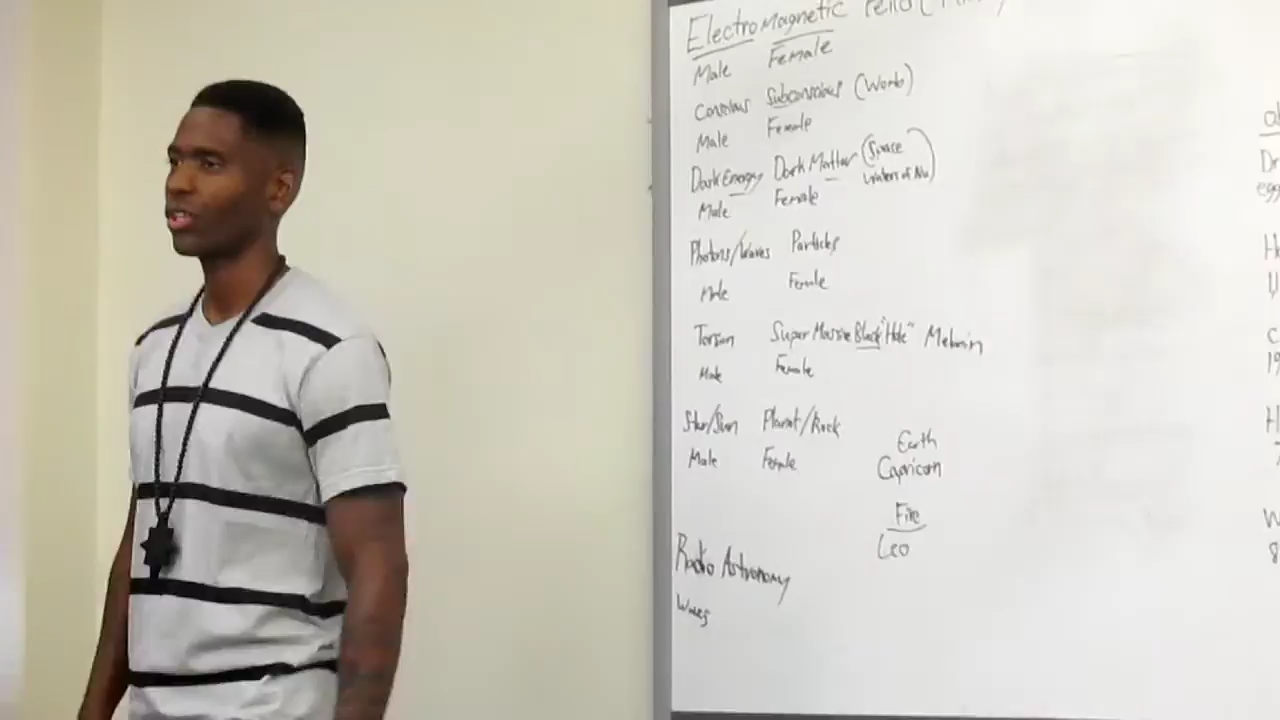 Electromagnetic Field
Male Female
Conscious Subconscious (Womb)
Male Female
Dark Energy Dark Matter (Space
Waters of Nu)
Male Female
Photons/Waves Particles
Male Female
Torsion Super Massive Black "Hole" Melanin
Male Female
Star/Sun Planet/Rock
Male Female
Earth
Capricorn
Fire
Leo
Radio Astronomy
Waves